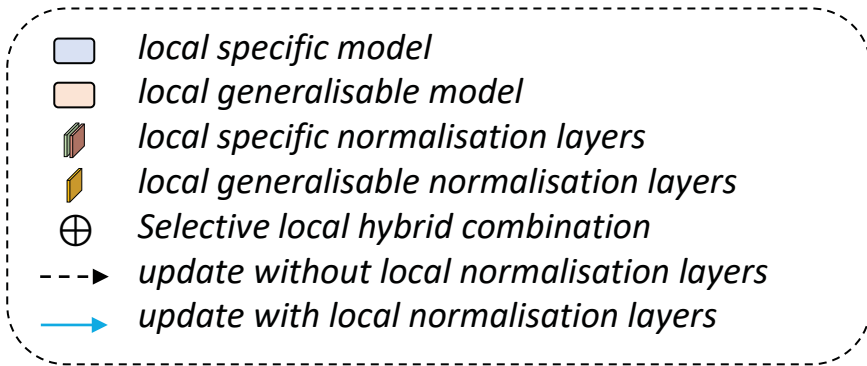 local specific model
local generalisable model
local specific normalisation layers
local generalisable normalisation layers
Selective local hybrid combination
update without local normalisation layers
update with local normalisation layers